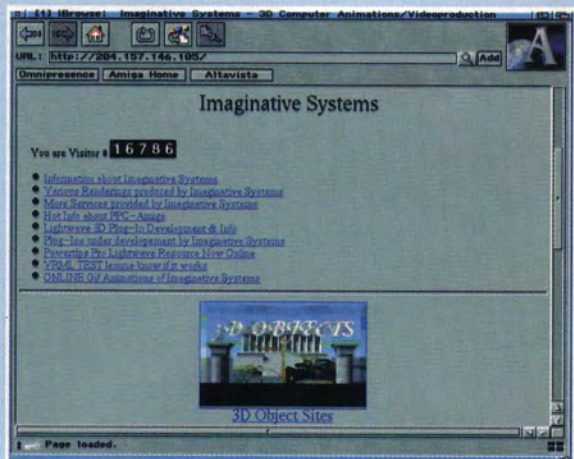 [1] IBrowse: Imaginative Systems - 3D Computer Animations/Videoproduction
URL: http://204.157.146.105/
Add
Omnipresence Amiga Home Altavista
Imaginative Systems
You are Visitor # 16786
Information about Imaginative Systems
Various Renderings produced by Imaginative Systems
More Services provided by Imaginative Systems
Hot Info about PPC-Amiga
Lightwave 3D Plug-In Development & Info
Plug-Ins under developement by Imaginative Systems
Powertips Pro Lightwave Resource Now Online
VRML TEST lemme know if it works
ONLINE Gif Animations of Imaginative Systems
3D OBJECTS
3D Object Sites
Page loaded.